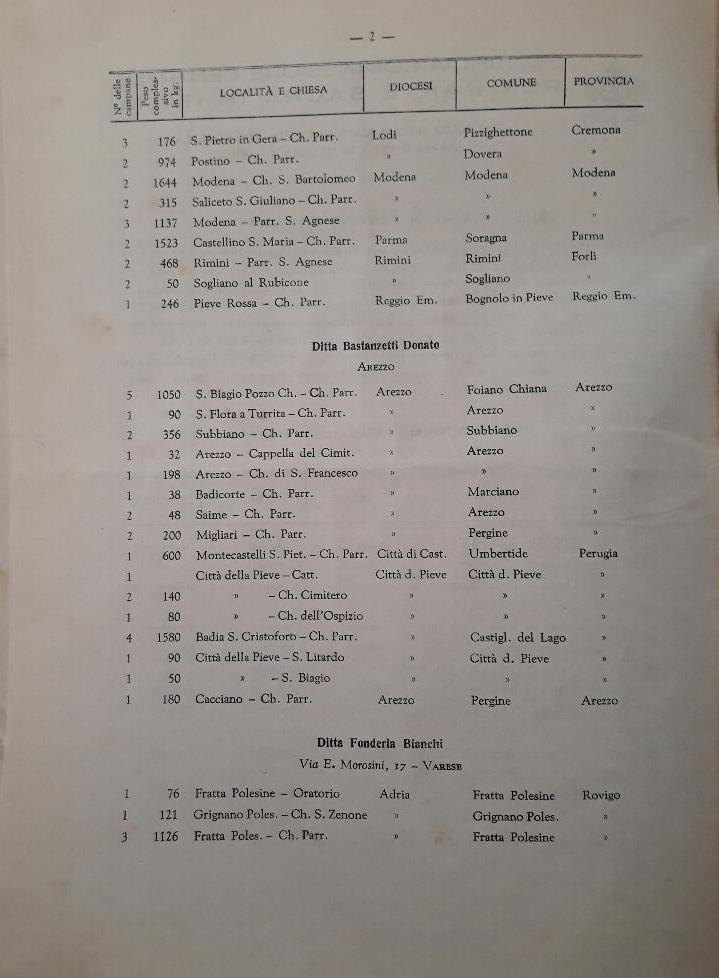 — 2 —
Nº delle campane Peso complessivo in kg. LOCALITÀ E CHIESA DIOCESI COMUNE PROVINCIA
3 176 S. Pietro in Gera – Ch. Parr. Lodi Pizzighettone Cremona
2 974 Postino – Ch. Parr. » Dovera »
2 1644 Modena – Ch. S. Bartolomeo Modena Modena Modena
2 315 Saliceto S. Giuliano – Ch. Parr. » » »
3 1137 Modena – Parr. S. Agnese » » »
2 1523 Castellino S. Maria – Ch. Parr. Parma Soragna Parma
2 468 Rimini – Parr. S. Agnese Rimini Rimini Forlì
2 50 Sogliano al Rubicone » Sogliano »
1 246 Pieve Rossa – Ch. Parr. Reggio Em. Bognolo in Pieve Reggio Em.
Ditta Bastanzetti Donato
AREZZO
5 1050 S. Biagio Pozzo Ch. – Ch. Parr. Arezzo Foiano Chiana Arezzo
1 90 S. Flora a Turrita – Ch. Parr. » Arezzo »
2 356 Subbiano – Ch. Parr. » Subbiano »
1 32 Arezzo – Cappella del Cimit. » Arezzo »
1 198 Arezzo – Ch. di S. Francesco » » »
1 38 Badicorte – Ch. Parr. » Marciano »
2 48 Saime – Ch. Parr. » Arezzo »
2 200 Migliari – Ch. Parr. » Pergine »
1 600 Montecastelli S. Piet. – Ch. Parr. Città di Cast. Umbertide Perugia
1 Città della Pieve – Catt. Città d. Pieve Città d. Pieve »
2 140 » – Ch. Cimitero » » »
1 80 » – Ch. dell'Ospizio » » »
4 1580 Badia S. Cristoforo – Ch. Parr. » Castigl. del Lago »
1 90 Città della Pieve – S. Litardo » Città d. Pieve »
1 50 » – S. Biagio » » »
1 180 Cacciano – Ch. Parr. Arezzo Pergine Arezzo
Ditta Fonderia Bianchi
Via E. Morosini, 17 – VARESE
1 76 Fratta Polesine – Oratorio Adria Fratta Polesine Rovigo
1 121 Grignano Poles. – Ch. S. Zenone » Grignano Poles. »
3 1126 Fratta Poles. – Ch. Parr. » Fratta Polesine »